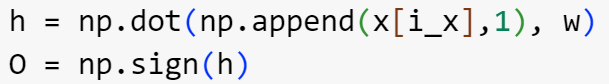 h = np.dot(np.append(x[i_x],1), w)
O = np.sign(h)